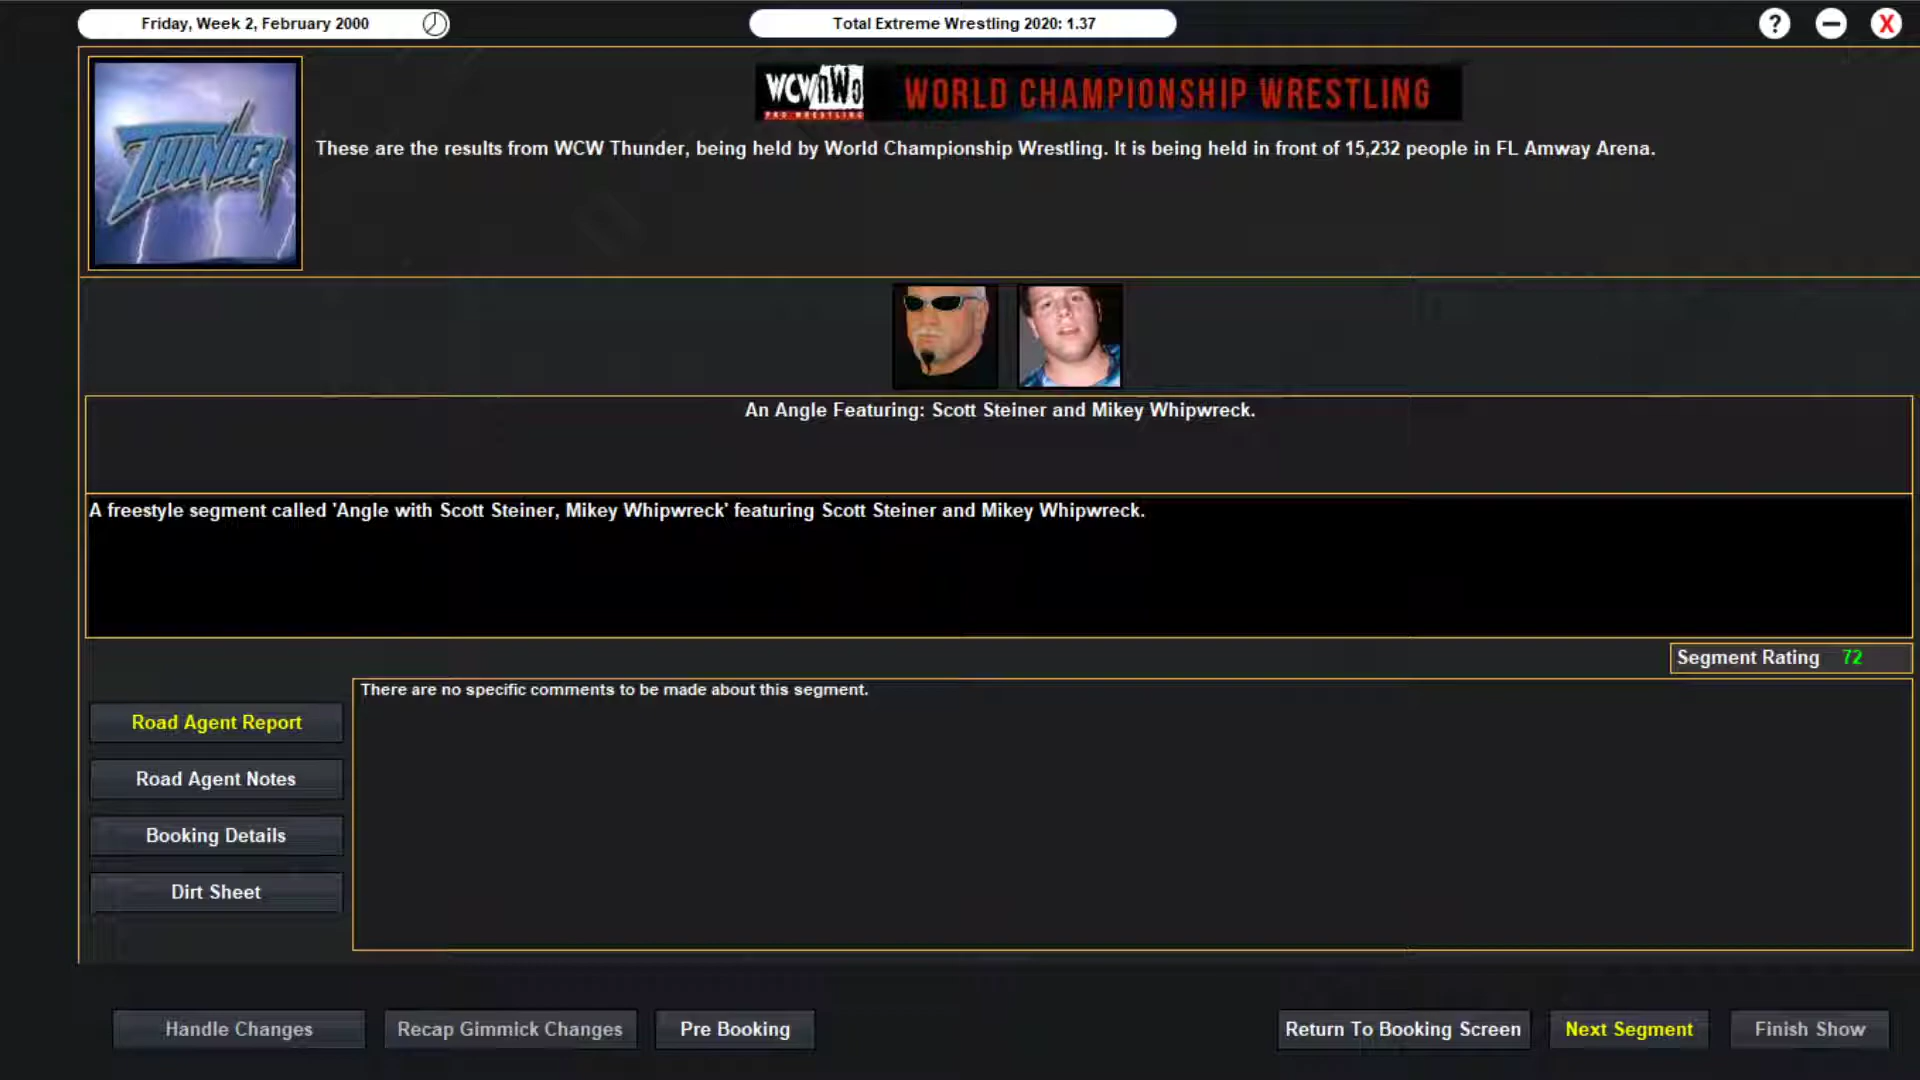 Friday, Week 2, February 2000
Total Extreme Wrestling 2020: 1.37
?
X
THUNDER
WCW nWo
PRO WRESTLING
WORLD CHAMPIONSHIP WRESTLING
These are the results from WCW Thunder, being held by World Championship Wrestling. It is being held in front of 15,232 people in FL Amway Arena.
An Angle Featuring: Scott Steiner and Mikey Whipwreck.
A freestyle segment called 'Angle with Scott Steiner, Mikey Whipwreck' featuring Scott Steiner and Mikey Whipwreck.
Segment Rating 72
There are no specific comments to be made about this segment.
Road Agent Report
Road Agent Notes
Booking Details
Dirt Sheet
Handle Changes
Recap Gimmick Changes
Pre Booking
Return To Booking Screen
Next Segment
Finish Show